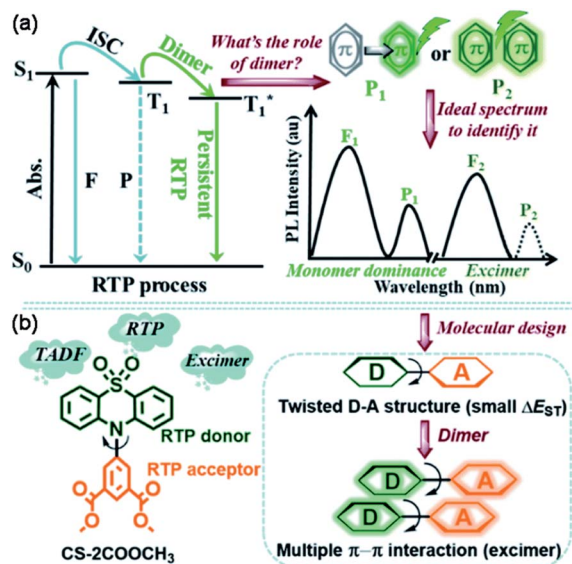 (a)
ISC
Dimer
S1
T1
T1*
What's the role
of dimer?
Abs.
F
P
Persistent
RTP
S0
RTP process
π
π
or
π
π
P1
P2
Ideal spectrum
to identify it
PL Intensity (au)
F1
P1
F2
P2
Monomer dominance
Excimer
Wavelength (nm)
(b)
TADF
RTP
Excimer
O
O
S
N
RTP donor
RTP acceptor
O
O
O
O
CS-2COOCH3
Molecular design
D
A
Twisted D-A structure (small ΔEST)
Dimer
D
A
D
A
Multiple π–π interaction (excimer)